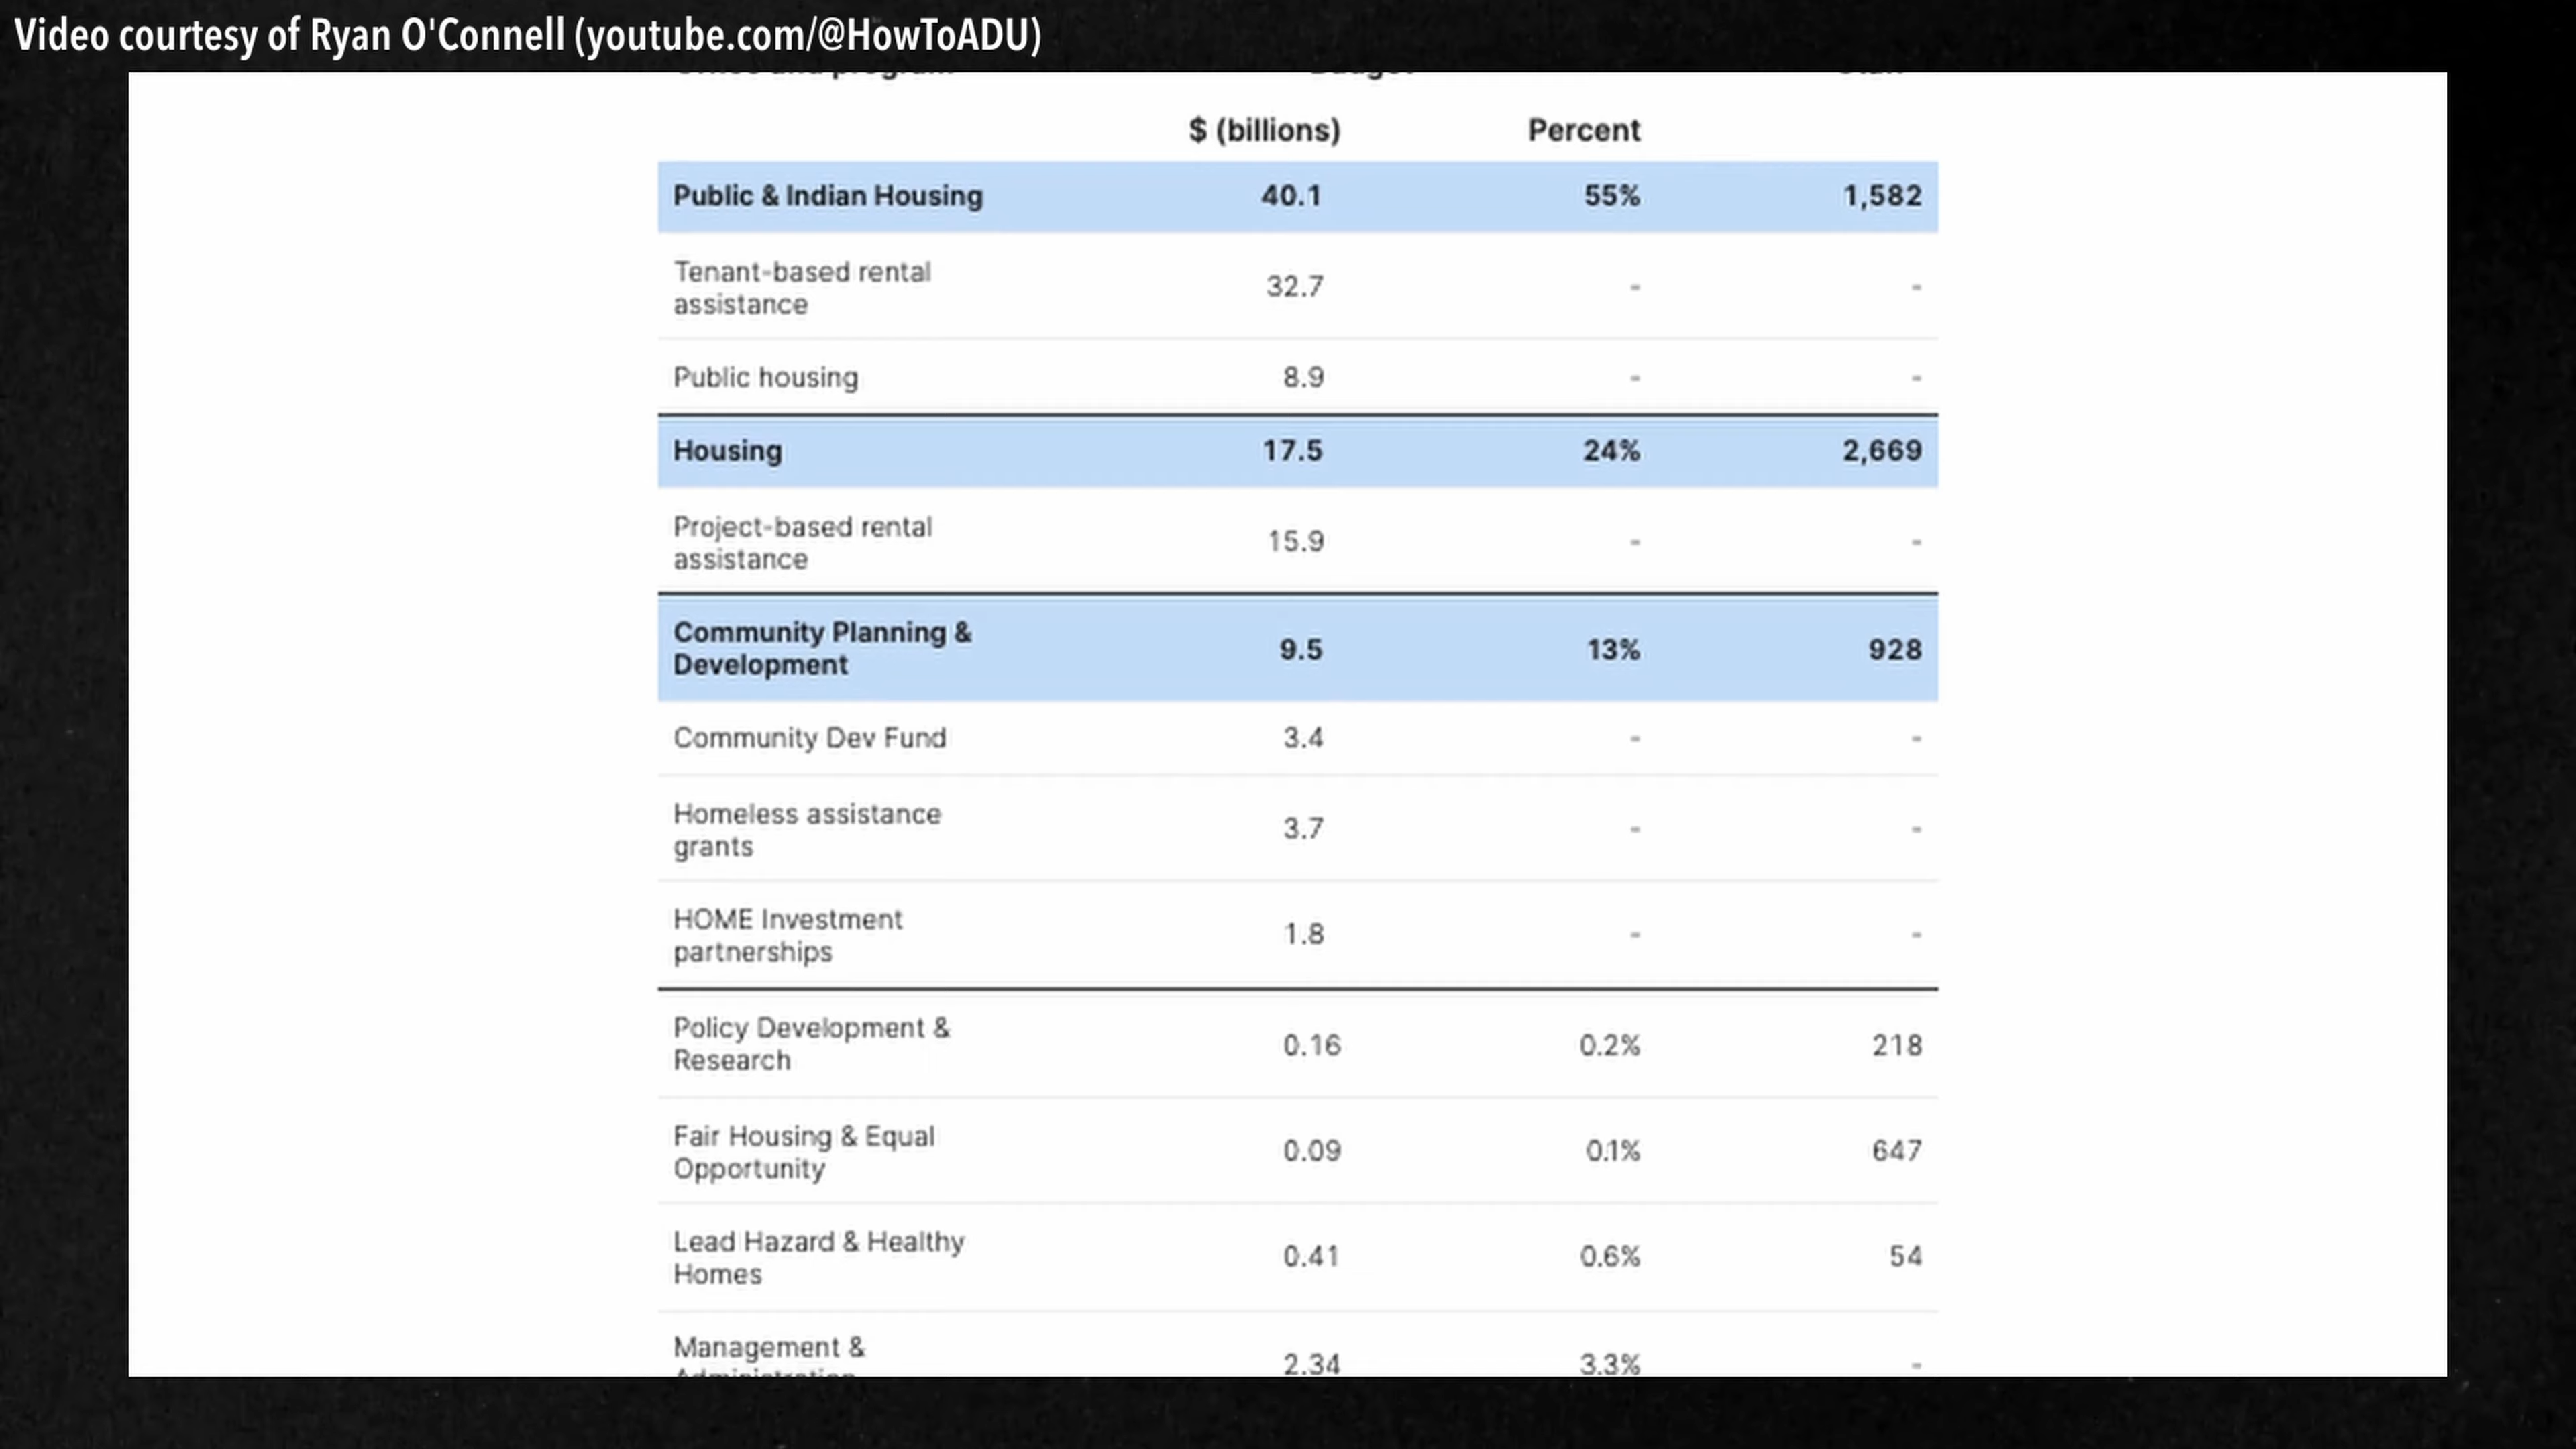 Video courtesy of Ryan O'Connell (youtube.com/@HowToADU)
$ (billions) Percent
Public & Indian Housing 40.1 55% 1,582
Tenant-based rental
assistance 32.7 - -
Public housing 8.9 - -
Housing 17.5 24% 2,669
Project-based rental
assistance 15.9 - -
Community Planning &
Development 9.5 13% 928
Community Dev Fund 3.4 - -
Homeless assistance
grants 3.7 - -
HOME Investment
partnerships 1.8 - -
Policy Development &
Research 0.16 0.2% 218
Fair Housing & Equal
Opportunity 0.09 0.1% 647
Lead Hazard & Healthy
Homes 0.41 0.6% 54
Management &
2.34 3.3% -